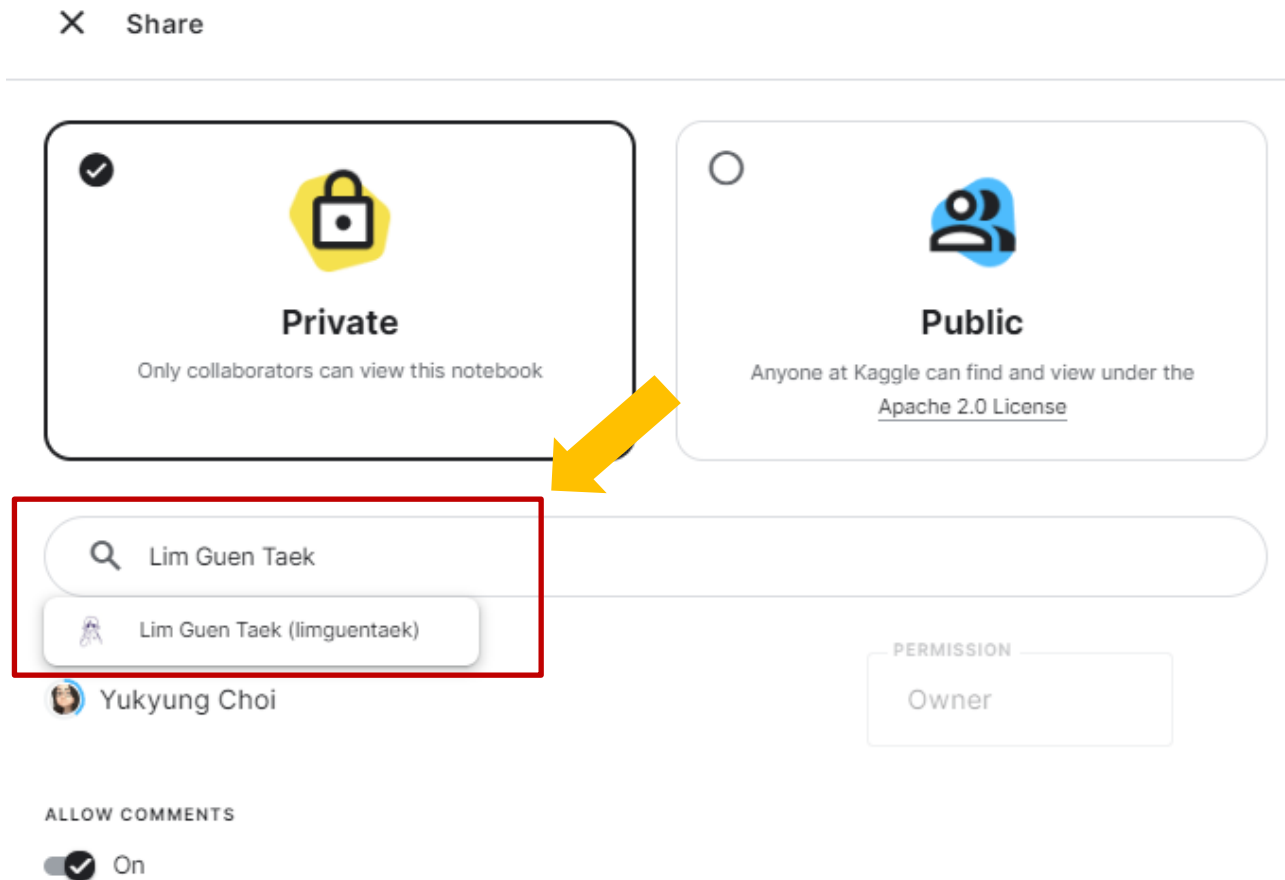 Share
Private
Only collaborators can view this notebook
Public
Anyone at Kaggle can find and view under the
Apache 2.0 License
Lim Guen Taek
Lim Guen Taek (limguentaek)
Yukyung Choi
PERMISSION
Owner
ALLOW COMMENTS
On